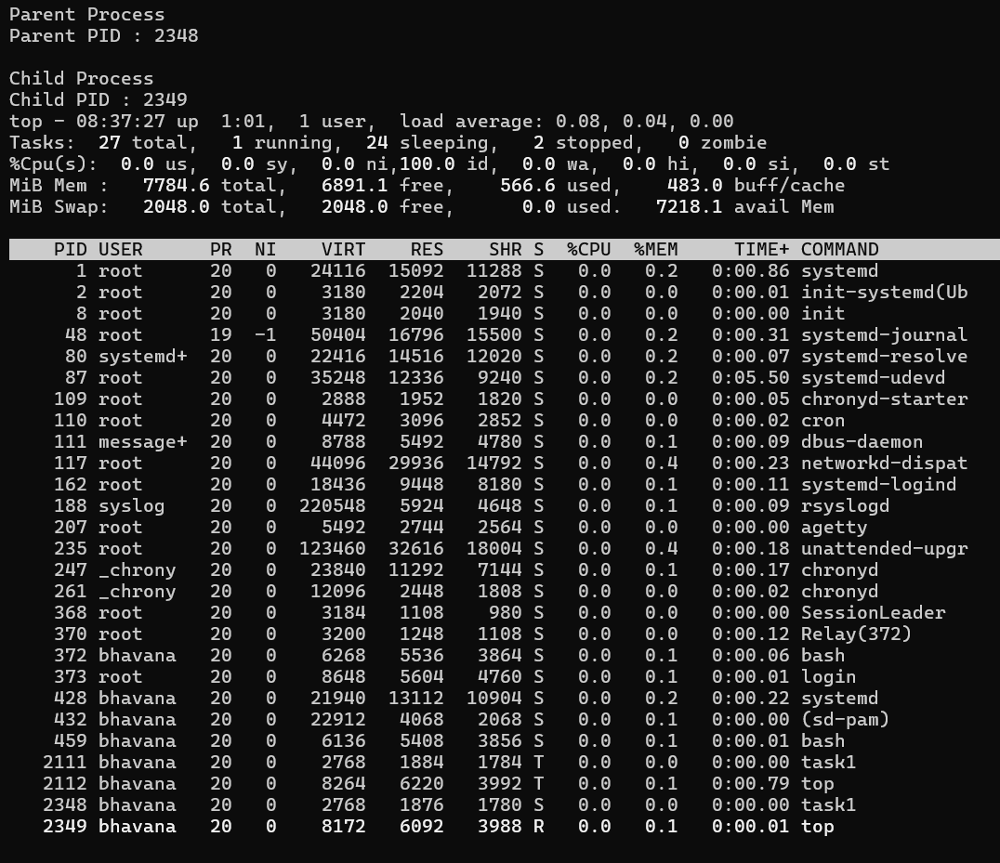 Parent Process
Parent PID : 2348
Child Process
Child PID : 2349
top - 08:37:27 up  1:01,  1 user,  load average: 0.08, 0.04, 0.00
Tasks:  27 total,   1 running,  24 sleeping,   2 stopped,   0 zombie
%Cpu(s):  0.0 us,  0.0 sy,  0.0 ni,100.0 id,  0.0 wa,  0.0 hi,  0.0 si,  0.0 st
MiB Mem :   7784.6 total,   6891.1 free,    566.6 used,    483.0 buff/cache
MiB Swap:   2048.0 total,   2048.0 free,      0.0 used.   7218.1 avail Mem
    PID USER      PR  NI    VIRT    RES    SHR S  %CPU  %MEM     TIME+ COMMAND
      1 root      20   0   24116  15092  11288 S   0.0   0.2   0:00.86 systemd
      2 root      20   0    3180   2204   2072 S   0.0   0.0   0:00.01 init-systemd(Ub
      8 root      20   0    3180   2040   1940 S   0.0   0.0   0:00.00 init
     48 root      19  -1   50404  16796  15500 S   0.0   0.2   0:00.31 systemd-journal
     80 systemd+  20   0   22416  14516  12020 S   0.0   0.2   0:00.07 systemd-resolve
     87 root      20   0   35248  12336   9240 S   0.0   0.2   0:05.50 systemd-udevd
    109 root      20   0    2888   1952   1820 S   0.0   0.0   0:00.05 chronyd-starter
    110 root      20   0    4472   3096   2852 S   0.0   0.0   0:00.02 cron
    111 message+  20   0    8788   5492   4780 S   0.0   0.1   0:00.09 dbus-daemon
    117 root      20   0   44096  29936  14792 S   0.0   0.4   0:00.23 networkd-dispat
    162 root      20   0   18436   9448   8180 S   0.0   0.1   0:00.11 systemd-logind
    188 syslog    20   0  220548   5924   4648 S   0.0   0.1   0:00.09 rsyslogd
    207 root      20   0    5492   2744   2564 S   0.0   0.0   0:00.00 agetty
    235 root      20   0  123460  32616  18004 S   0.0   0.4   0:00.18 unattended-upgr
    247 _chrony   20   0   23840  11292   7144 S   0.0   0.1   0:00.17 chronyd
    261 _chrony   20   0   12096   2448   1808 S   0.0   0.0   0:00.02 chronyd
    368 root      20   0    3184   1108    980 S   0.0   0.0   0:00.00 SessionLeader
    370 root      20   0    3200   1248   1108 S   0.0   0.0   0:00.12 Relay(372)
    372 bhavana   20   0    6268   5536   3864 S   0.0   0.1   0:00.06 bash
    373 root      20   0    8648   5604   4760 S   0.0   0.1   0:00.01 login
    428 bhavana   20   0   21940  13112  10904 S   0.0   0.2   0:00.22 systemd
    432 bhavana   20   0   22912   4068   2068 S   0.0   0.1   0:00.00 (sd-pam)
    459 bhavana   20   0    6136   5408   3856 S   0.0   0.1   0:00.01 bash
   2111 bhavana   20   0    2768   1884   1784 T   0.0   0.0   0:00.00 task1
   2112 bhavana   20   0    8264   6220   3992 T   0.0   0.1   0:00.79 top
   2348 bhavana   20   0    2768   1876   1780 S   0.0   0.0   0:00.00 task1
   2349 bhavana   20   0    8172   6092   3988 R   0.0   0.1   0:00.01 top